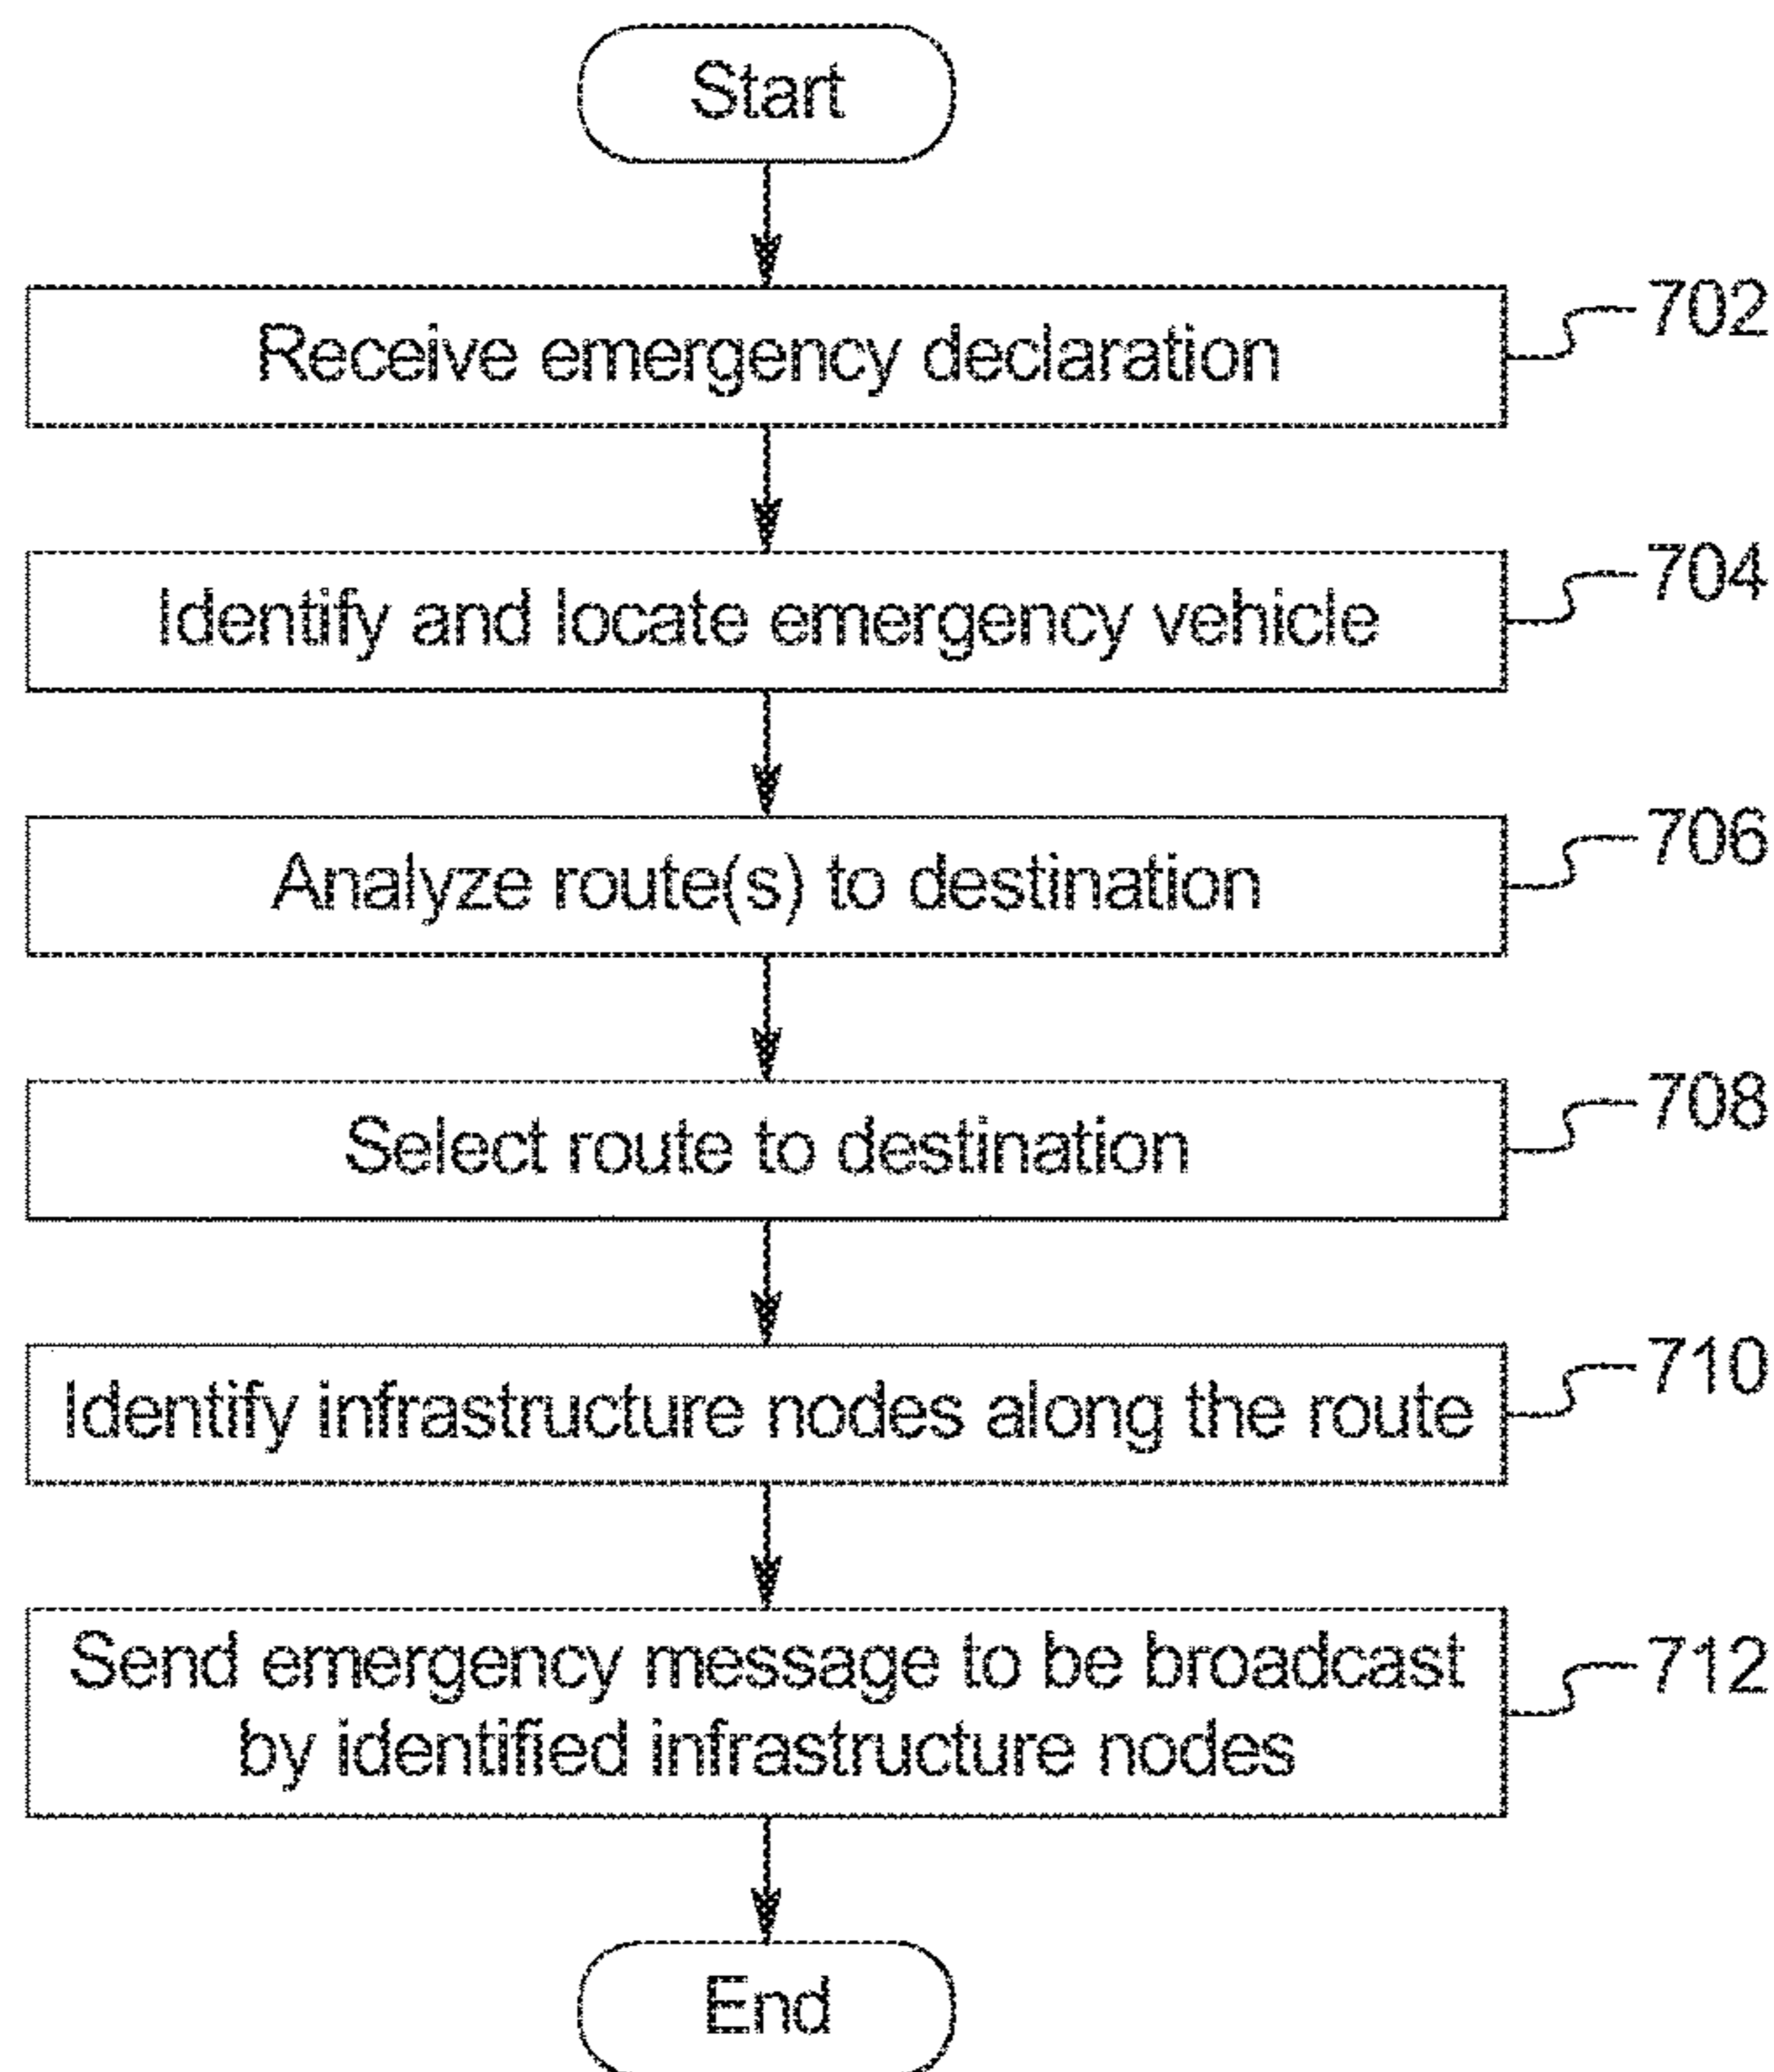 Start
Receive emergency declaration
702
Identify and locate emergency vehicle
704
Analyze route(s) to destination
706
Select route to destination
708
Identify infrastructure nodes along the route
710
Send emergency message to be broadcast
by identified infrastructure nodes
712
End